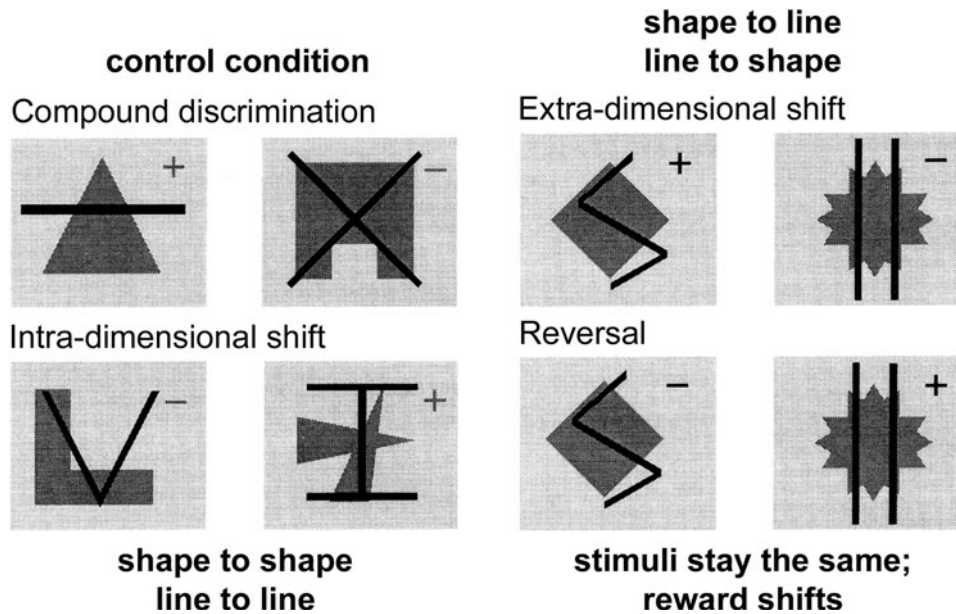 control condition
Compound discrimination
+
−
Intra-dimensional shift
−
+
shape to shape
line to line
shape to line
line to shape
Extra-dimensional shift
+
−
Reversal
−
+
stimuli stay the same;
reward shifts